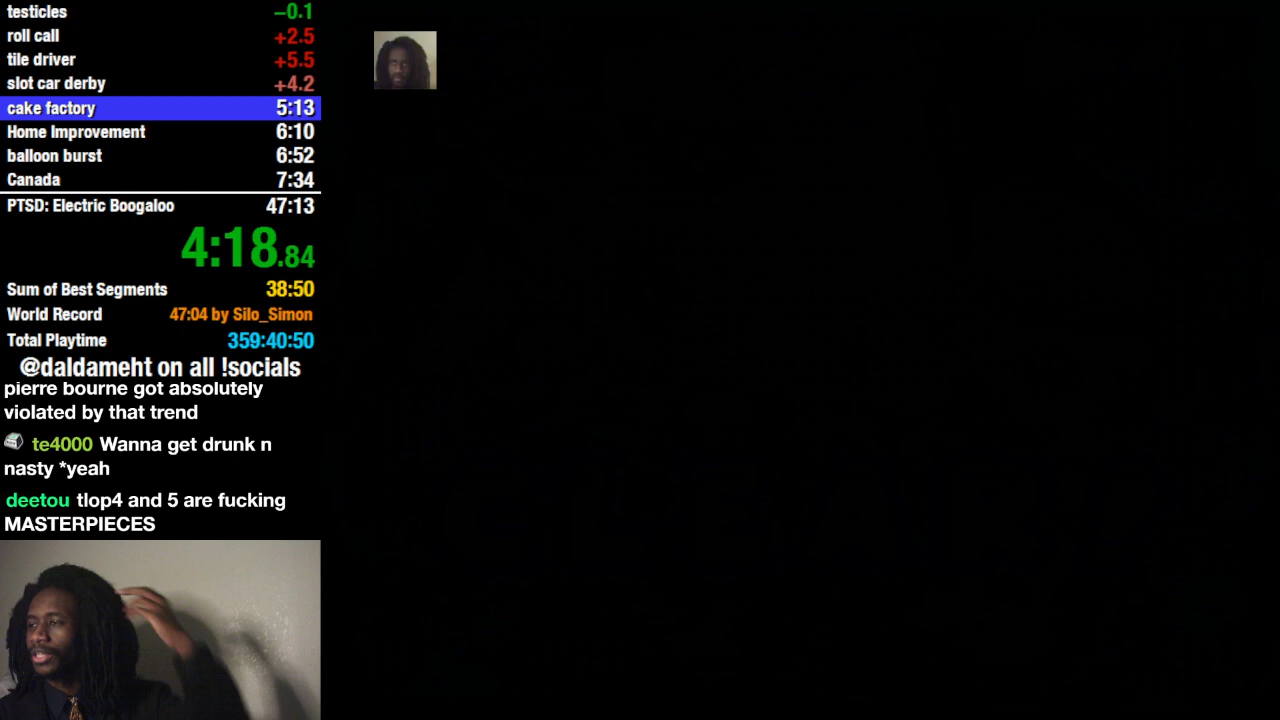 testicles −0.1
roll call +2.5
tile driver +5.5
slot car derby +4.2
cake factory 5:13
Home Improvement 6:10
balloon burst 6:52
Canada 7:34
PTSD: Electric Boogaloo 47:13
4:18.84
Sum of Best Segments 38:50
World Record 47:04 by Silo_Simon
Total Playtime 359:40:50
@daldameht on all !socials
pierre bourne got absolutely
violated by that trend
te4000 Wanna get drunk n
nasty *yeah
deetou tlop4 and 5 are fucking
MASTERPIECES